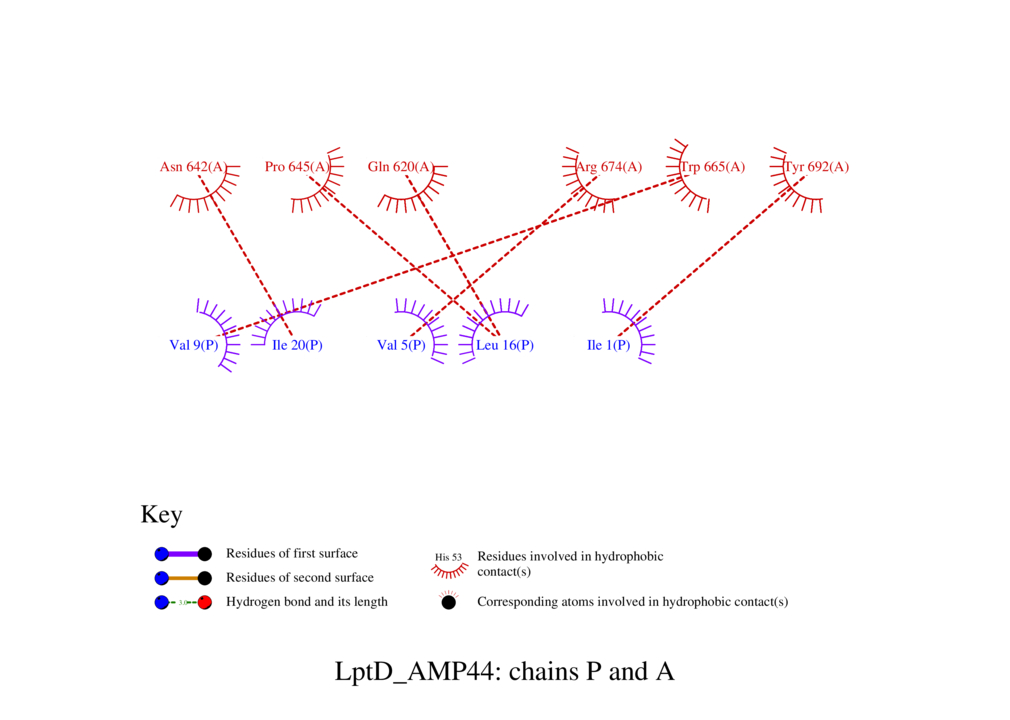 Asn 642(A) Pro 645(A) Gln 620(A) Arg 674(A) Trp 665(A) Tyr 692(A)
Val 9(P) Ile 20(P) Val 5(P) Leu 16(P) Ile 1(P)
Key
Residues of first surface
Residues of second surface
3.0
Hydrogen bond and its length
His 53
Residues involved in hydrophobic
contact(s)
Corresponding atoms involved in hydrophobic contact(s)
LptD_AMP44: chains P and A